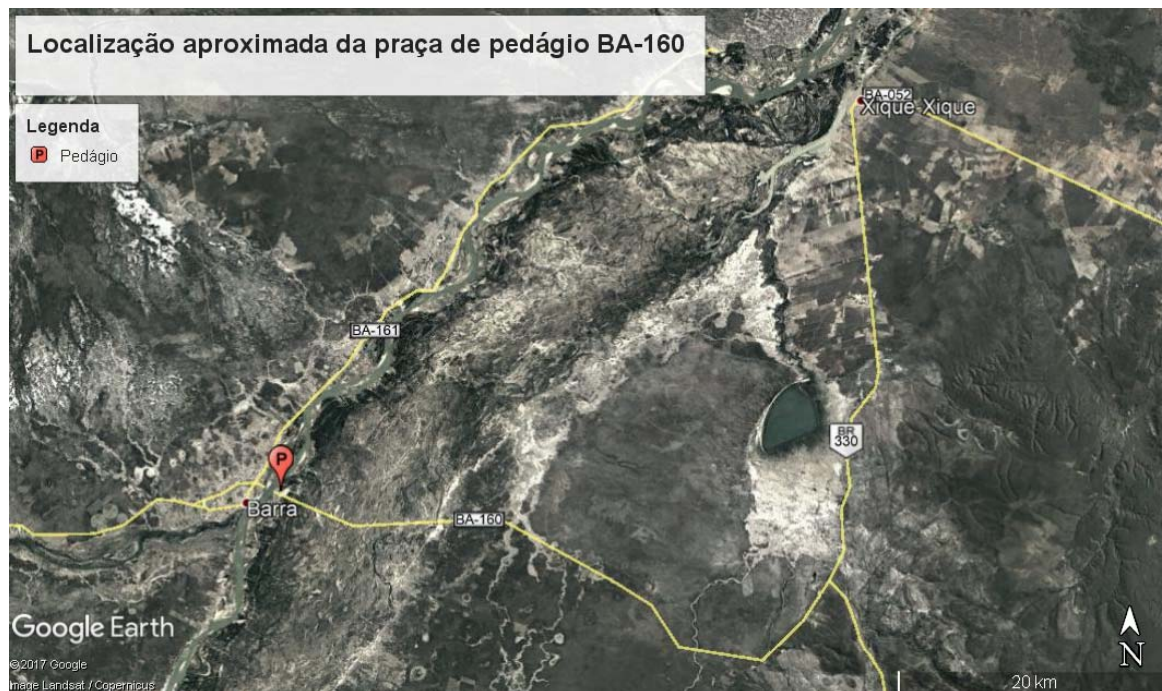 Localização aproximada da praça de pedágio BA-160
Legenda
P Pedágio
BA-052
Xique-Xique
BA-161
BR
330
P
Barra
BA-160
Google Earth
©2017 Google
Image Landsat / Copernicus
N
20 km